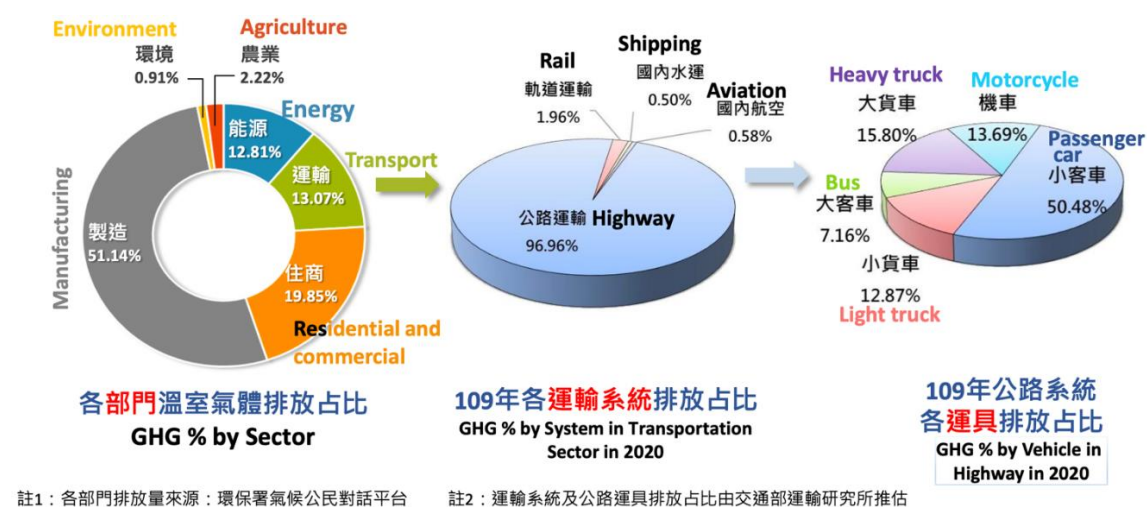 Environment
環境
0.91%
Agriculture
農業
2.22%
Energy
能源
12.81%
Transport
運輸
13.07%
Manufacturing
製造
51.14%
住商
19.85%
Residential and
commercial
各部門溫室氣體排放占比
GHG % by Sector
Rail
軌道運輸
1.96%
Shipping
國內水運
0.50%
Aviation
國內航空
0.58%
公路運輸 Highway
96.96%
109年各運輸系統排放占比
GHG % by System in Transportation
Sector in 2020
Heavy truck
大貨車
15.80%
Motorcycle
機車
13.69%
Passenger
car
小客車
50.48%
Bus
大客車
7.16%
小貨車
12.87%
Light truck
109年公路系統
各運具排放占比
GHG % by Vehicle in
Highway in 2020
註1：各部門排放量來源：環保署氣候公民對話平台
註2：運輸系統及公路運具排放占比由交通部運輸研究所推估